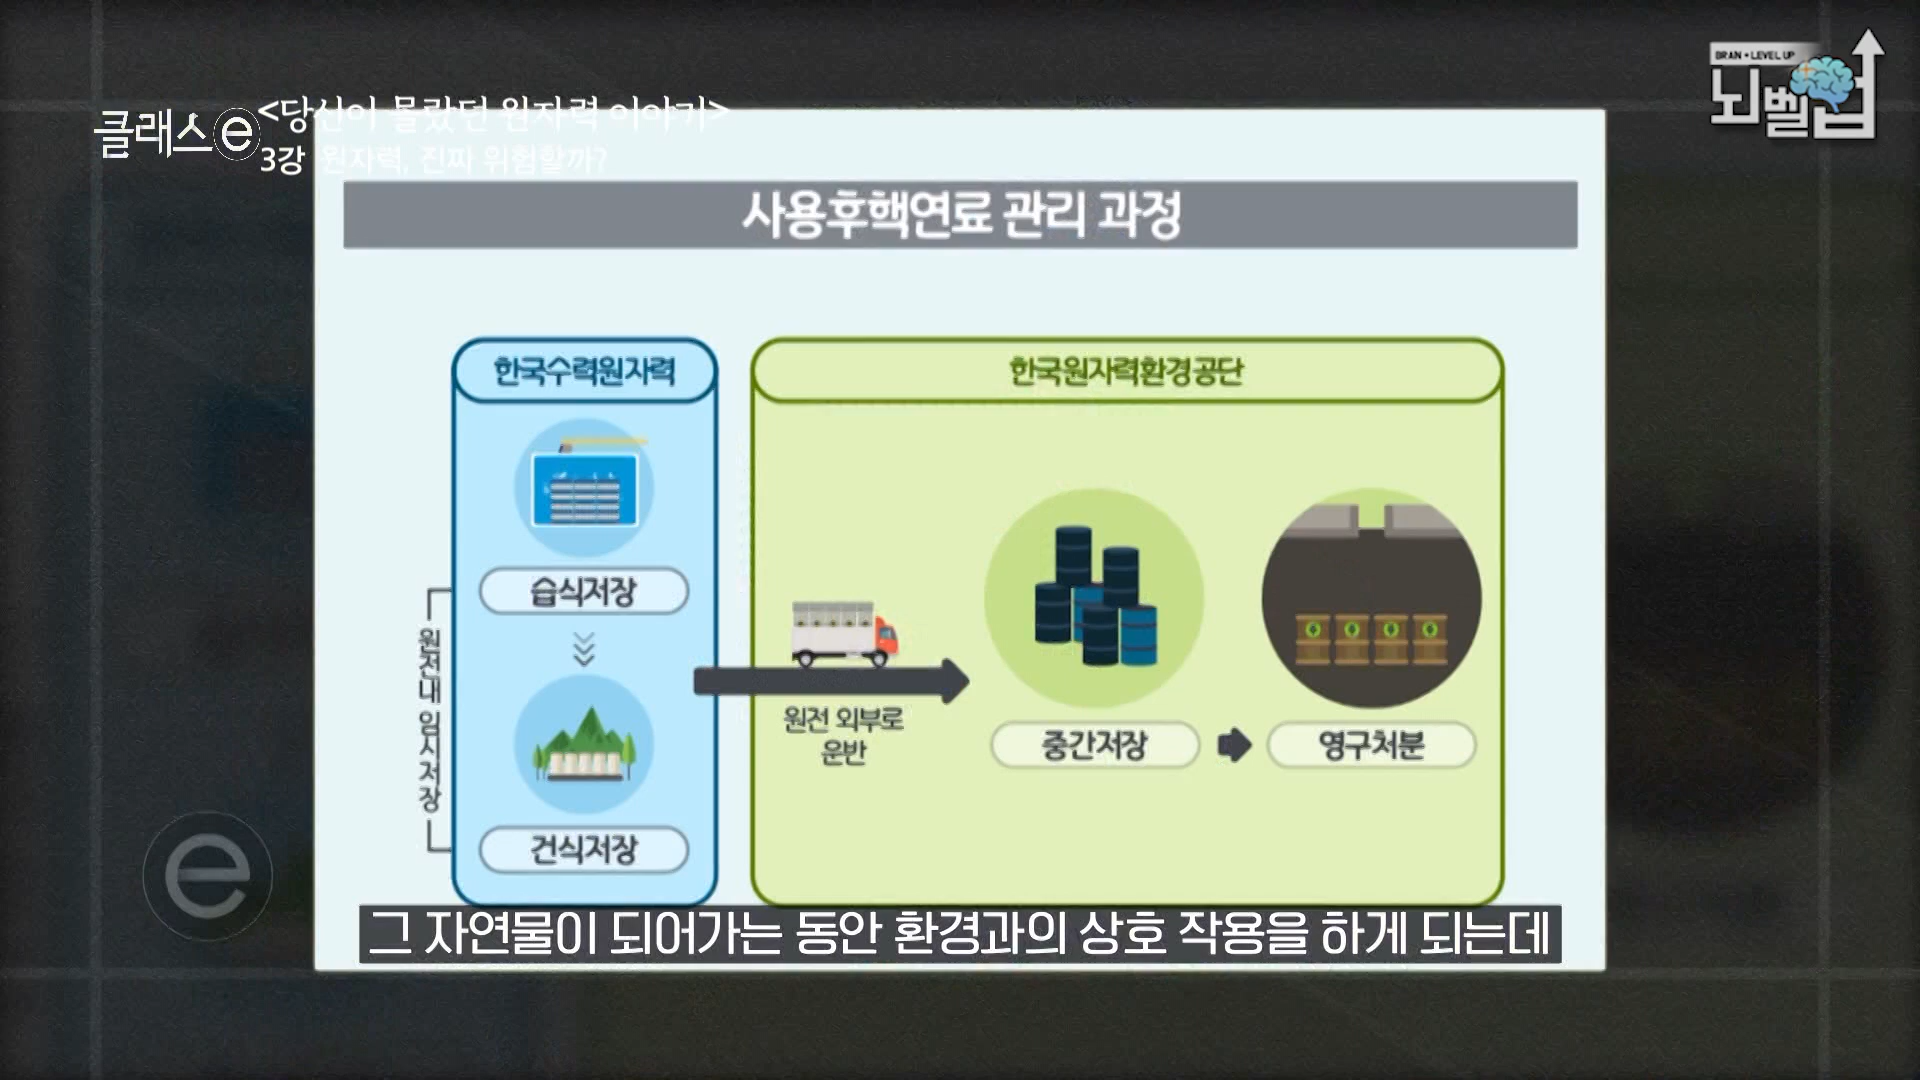 BRAIN + LEVEL UP
뇌벨업
클래스e
<당신이 몰랐던 원자력 이야기>
3강 원자력, 진짜 위험할까?
사용후핵연료 관리 과정
한국수력원자력
한국원자력환경공단
습식저장
원전내 임시저장
건식저장
원전 외부로
운반
중간저장
영구처분
e
그 자연물이 되어가는 동안 환경과의 상호 작용을 하게 되는데